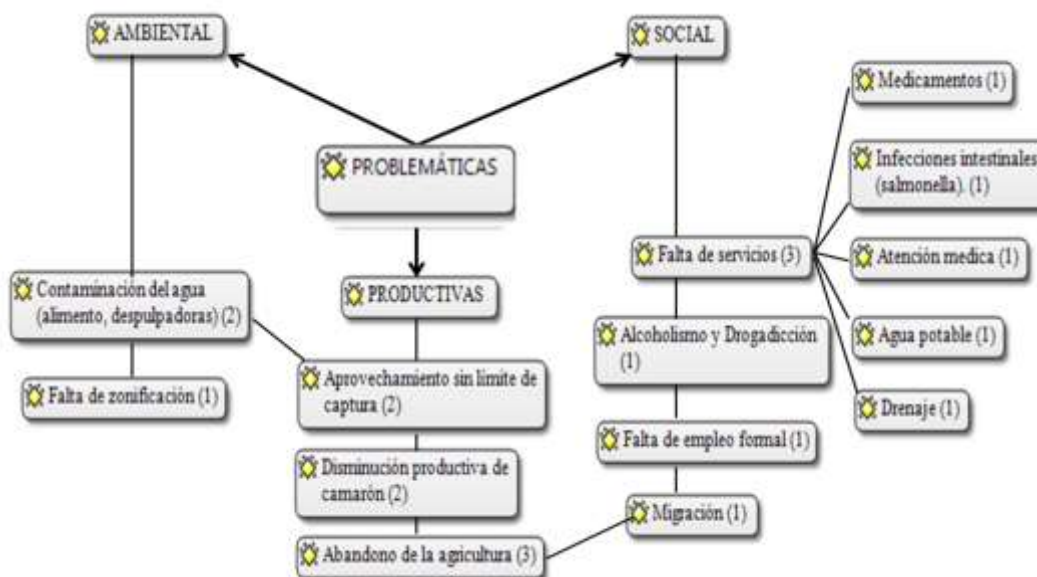 AMBIENTAL
SOCIAL
PROBLEMÁTICAS
PRODUCTIVAS
Contaminación del agua
(alimento, despulpadoras) (2)
Falta de zonificación (1)
Aprovechamiento sin límite de
captura (2)
Disminución productiva de
camarón (2)
Abandono de la agricultura (3)
Falta de servicios (3)
Alcoholismo y Drogadicción
(1)
Falta de empleo formal (1)
Migración (1)
Medicamentos (1)
Infecciones intestinales
(salmonella). (1)
Atención medica (1)
Agua potable (1)
Drenaje (1)